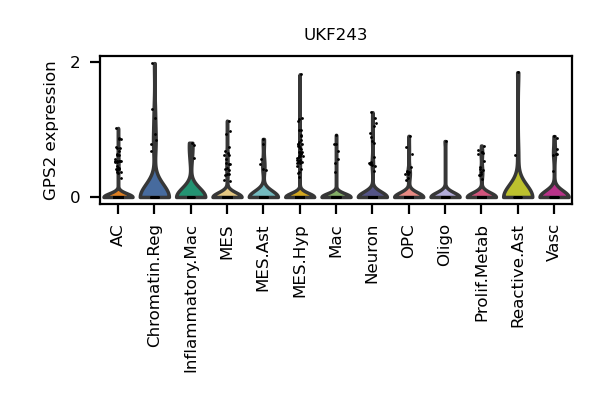 UKF243
GPS2 expression
2
0
AC
Chromatin.Reg
Inflammatory.Mac
MES
MES.Ast
MES.Hyp
Mac
Neuron
OPC
Oligo
Prolif.Metab
Reactive.Ast
Vasc